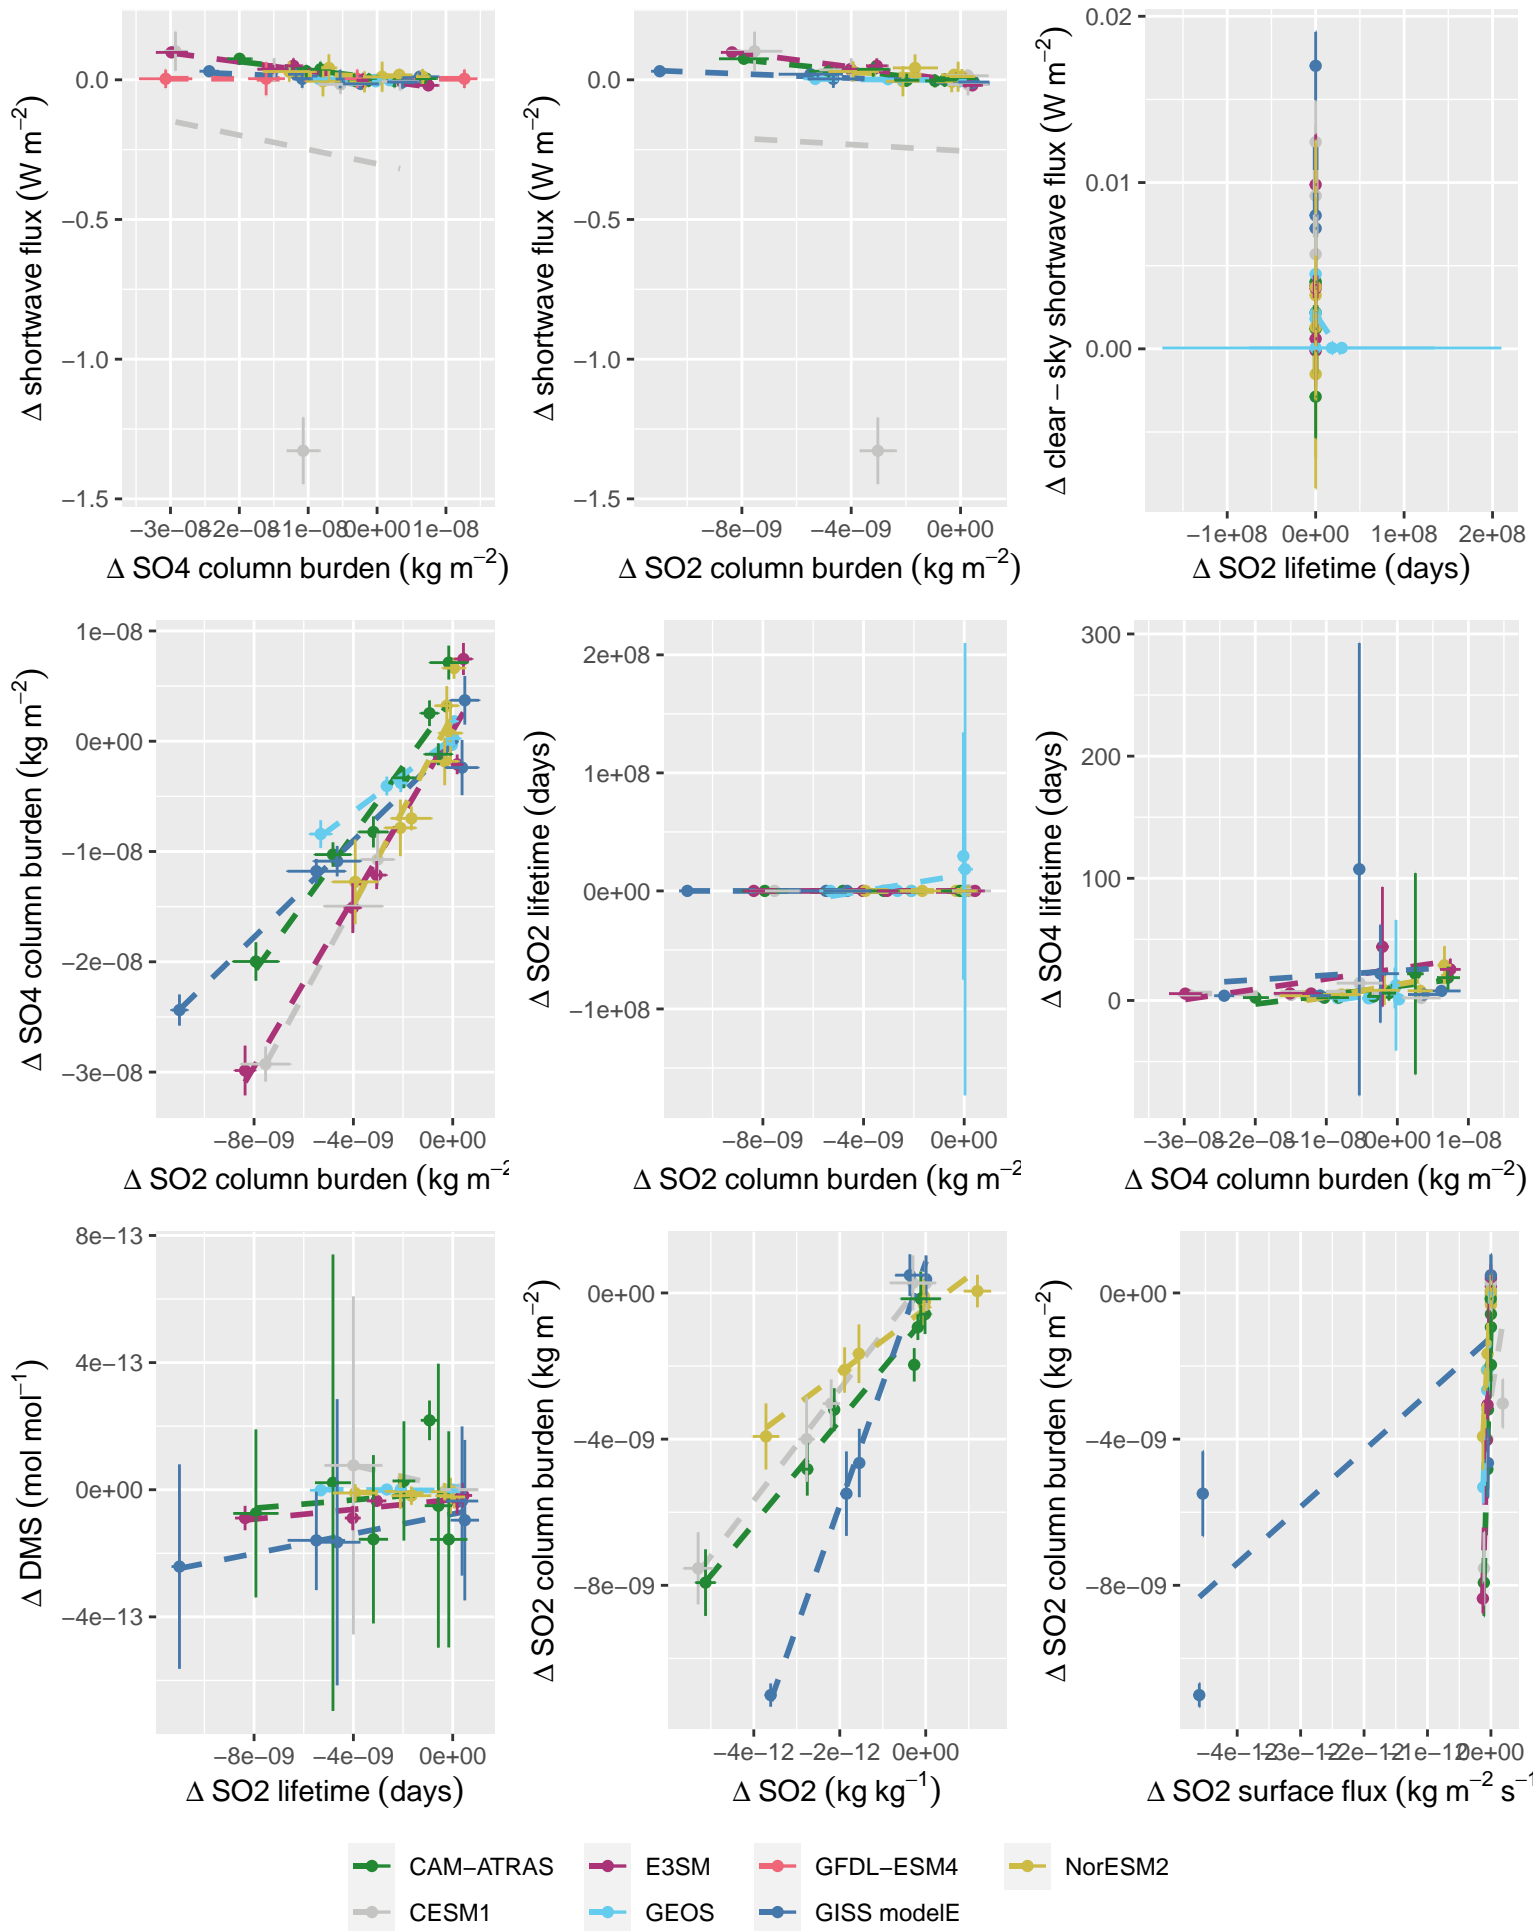 Δ shortwave flux (W m−2)
0.0
−0.5
−1.0
−1.5
−3e−08 −2e−08 −1e−08 0e+00 1e−08
Δ SO4 column burden (kg m−2)
Δ shortwave flux (W m−2)
0.0
−0.5
−1.0
−1.5
−8e−09 −4e−09 0e+00
Δ SO2 column burden (kg m−2)
Δ clear − sky shortwave flux (W m−2)
0.02
0.01
0.00
−1e+08 0e+00 1e+08 2e+08
Δ SO2 lifetime (days)
Δ SO4 column burden (kg m−2)
1e−08
0e+00
−1e−08
−2e−08
−3e−08
−8e−09 −4e−09 0e+00
Δ SO2 column burden (kg m−2
Δ SO2 lifetime (days)
2e+08
1e+08
0e+00
−1e+08
−8e−09 −4e−09 0e+00
Δ SO2 column burden (kg m−2
Δ SO4 lifetime (days)
300
200
100
0
−3e−08 −2e−08 −1e−08 0e+00 1e−08
Δ SO4 column burden (kg m−2)
Δ DMS (mol mol−1)
8e−13
4e−13
0e+00
−4e−13
−8e−09 −4e−09 0e+00
Δ SO2 lifetime (days)
Δ SO2 column burden (kg m−2)
0e+00
−4e−09
−8e−09
−4e−12 −2e−12 0e+00
Δ SO2 (kg kg−1)
Δ SO2 column burden (kg m−2)
0e+00
−4e−09
−8e−09
−4e−12 −3e−12 −2e−12 −1e−12 0e+00
Δ SO2 surface flux (kg m−2 s−1
CAM−ATRAS E3SM GFDL−ESM4 NorESM2
CESM1 GEOS GISS modelE